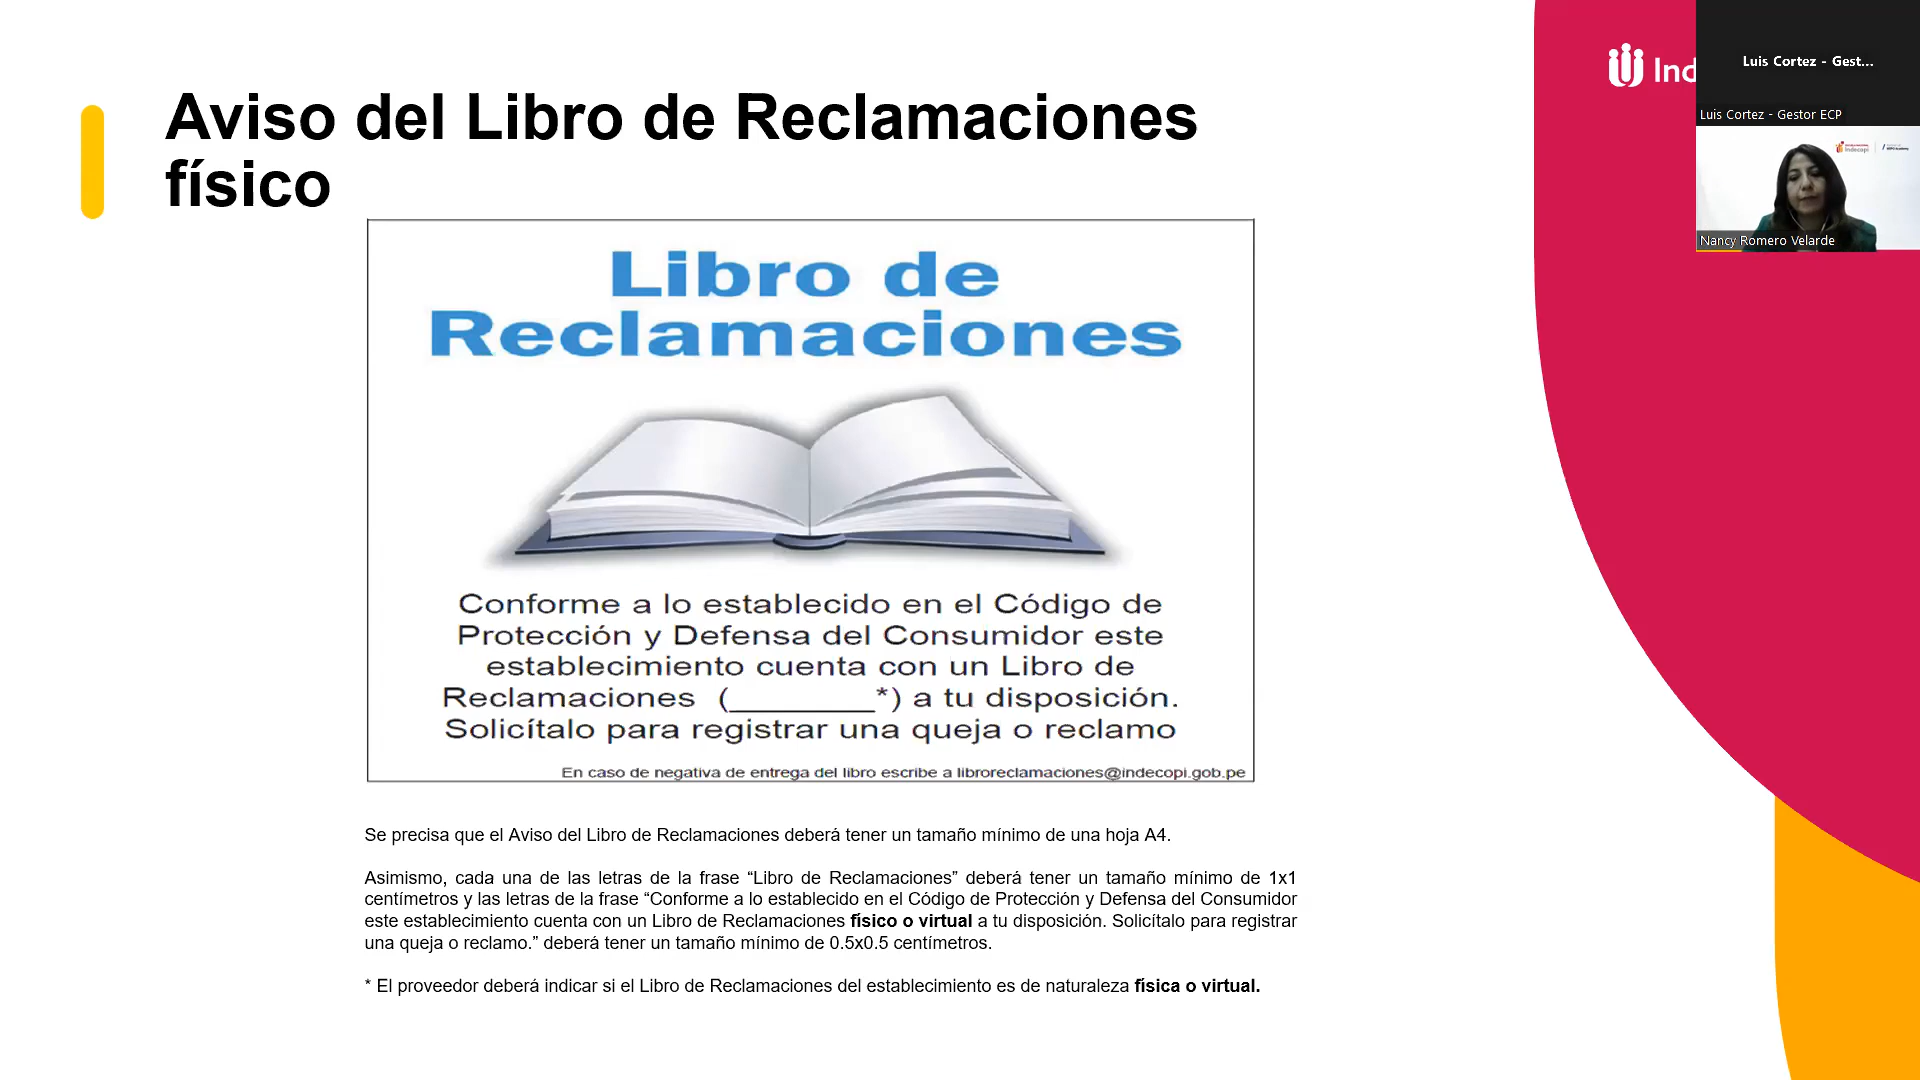 Aviso del Libro de Reclamaciones
físico
Ind
Luis Cortez - Gest...
Luis Cortez - Gestor ECP
indecopi
Nancy Romero Velarde
Libro de
Reclamaciones
Conforme a lo establecido en el Código de
Protección y Defensa del Consumidor este
establecimiento cuenta con un Libro de
Reclamaciones (________*) a tu disposición.
Solicítalo para registrar una queja o reclamo
En caso de negativa de entrega del libro escribe a libroreclamaciones@indecopi.gob.pe
Se precisa que el Aviso del Libro de Reclamaciones deberá tener un tamaño mínimo de una hoja A4.
Asimismo, cada una de las letras de la frase “Libro de Reclamaciones” deberá tener un tamaño mínimo de 1x1
centímetros y las letras de la frase “Conforme a lo establecido en el Código de Protección y Defensa del Consumidor
este establecimiento cuenta con un Libro de Reclamaciones físico o virtual a tu disposición. Solicítalo para registrar
una queja o reclamo.” deberá tener un tamaño mínimo de 0.5x0.5 centímetros.
* El proveedor deberá indicar si el Libro de Reclamaciones del establecimiento es de naturaleza física o virtual.